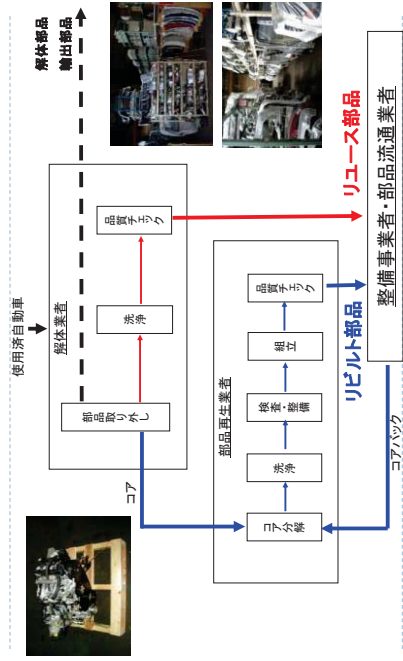 使用済自動車
解体業者
部品取り外し
洗浄
品質チェック
解体部品
輸出部品
コア
部品再生業者
コア分解
洗浄
検査・整備
組立
品質チェック
リユース部品
リビルト部品
整備事業者・部品流通業者
コアバック